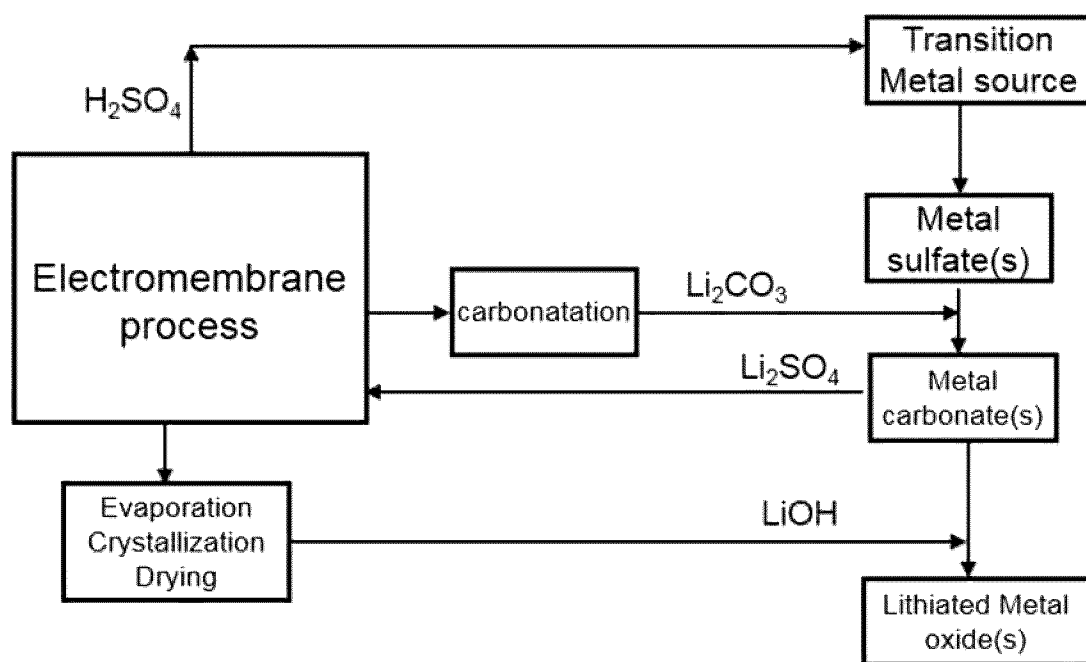 Transition
Metal source
H₂SO₄
Metal
sulfate(s)
Electromembrane
process
carbonatation
Li₂CO₃
Li₂SO₄
Metal
carbonate(s)
Evaporation
Crystallization
Drying
LiOH
Lithiated Metal
oxide(s)